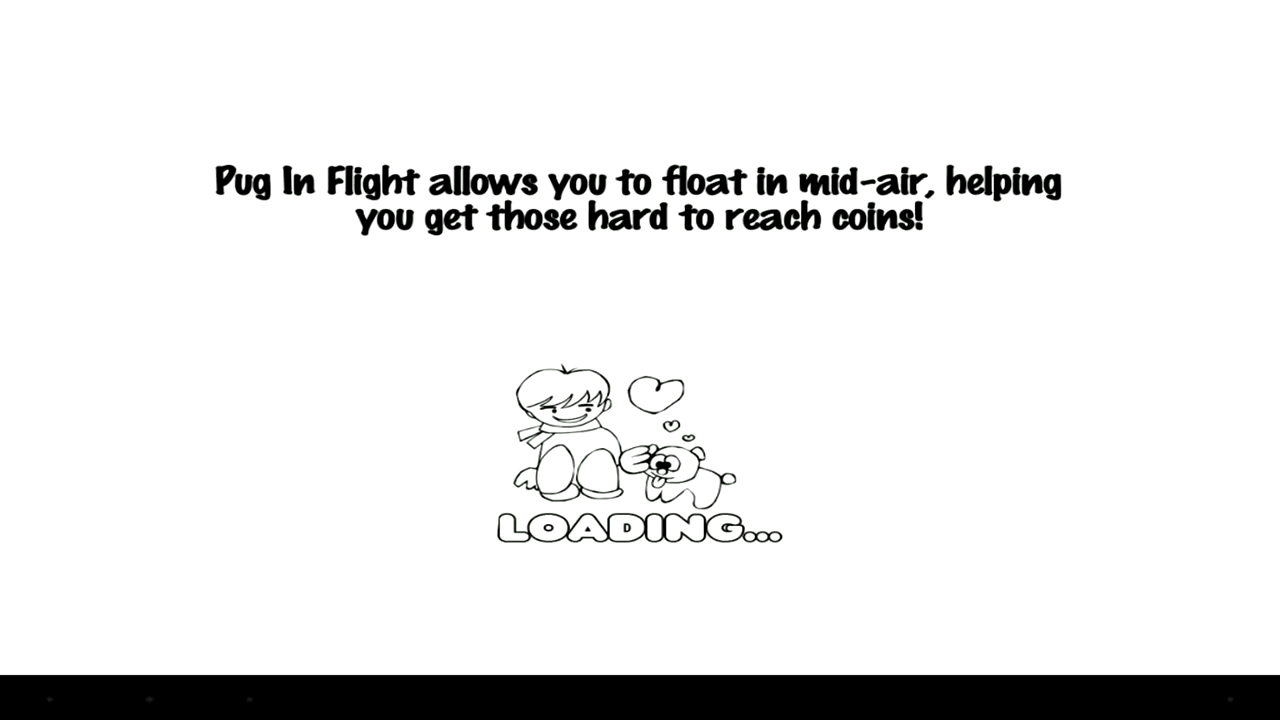 Pug In Flight allows you to float in mid-air, helping
you get those hard to reach coins!
LOADING...